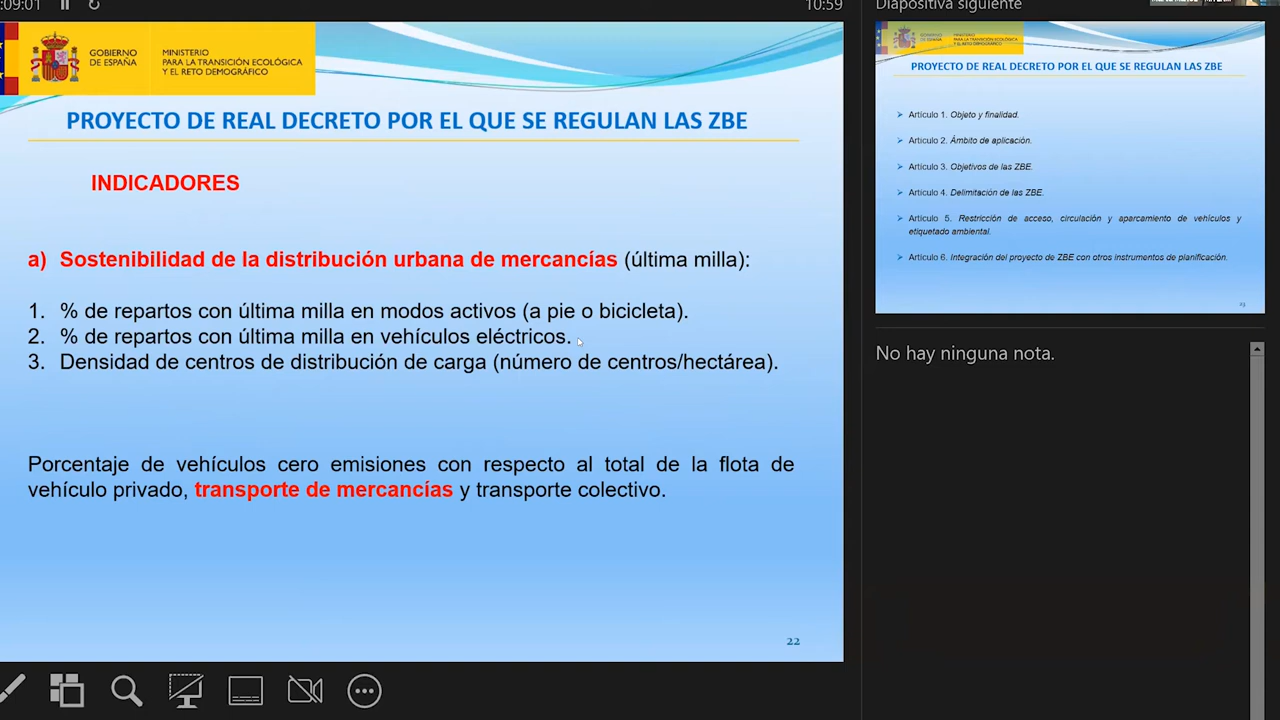 :09:01
10:59
GOBIERNO
DE ESPAÑA
MINISTERIO
PARA LA TRANSICIÓN ECOLÓGICA
Y EL RETO DEMOGRÁFICO
PROYECTO DE REAL DECRETO POR EL QUE SE REGULAN LAS ZBE
INDICADORES
a) Sostenibilidad de la distribución urbana de mercancías (última milla):
1. % de repartos con última milla en modos activos (a pie o bicicleta).
2. % de repartos con última milla en vehículos eléctricos.
3. Densidad de centros de distribución de carga (número de centros/hectárea).
Porcentaje de vehículos cero emisiones con respecto al total de la flota de
vehículo privado, transporte de mercancías y transporte colectivo.
22
Diapositiva siguiente
PROYECTO DE REAL DECRETO POR EL QUE SE REGULAN LAS ZBE
Artículo 1. Objeto y finalidad.
Artículo 2. Ámbito de aplicación.
Artículo 3. Objetivos de las ZBE.
Artículo 4. Delimitación de las ZBE.
Artículo 5. Restricción de acceso, circulación y aparcamiento de vehículos y
etiquetado ambiental.
Artículo 6. Integración del proyecto de ZBE con otros instrumentos de planificación.
23
No hay ninguna nota.